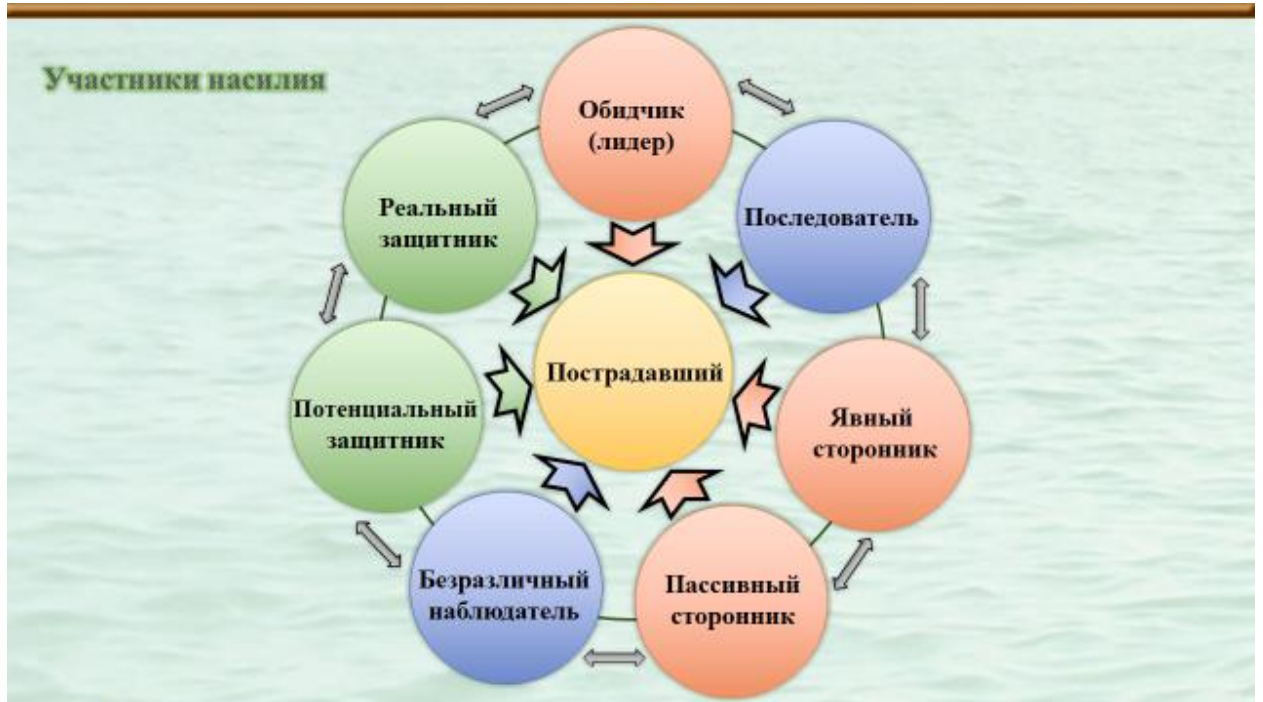 Участники насилия
Обидчик
(лидер)
Последователь
Явный
сторонник
Пассивный
сторонник
Безразличный
наблюдатель
Потенциальный
защитник
Реальный
защитник
Пострадавший